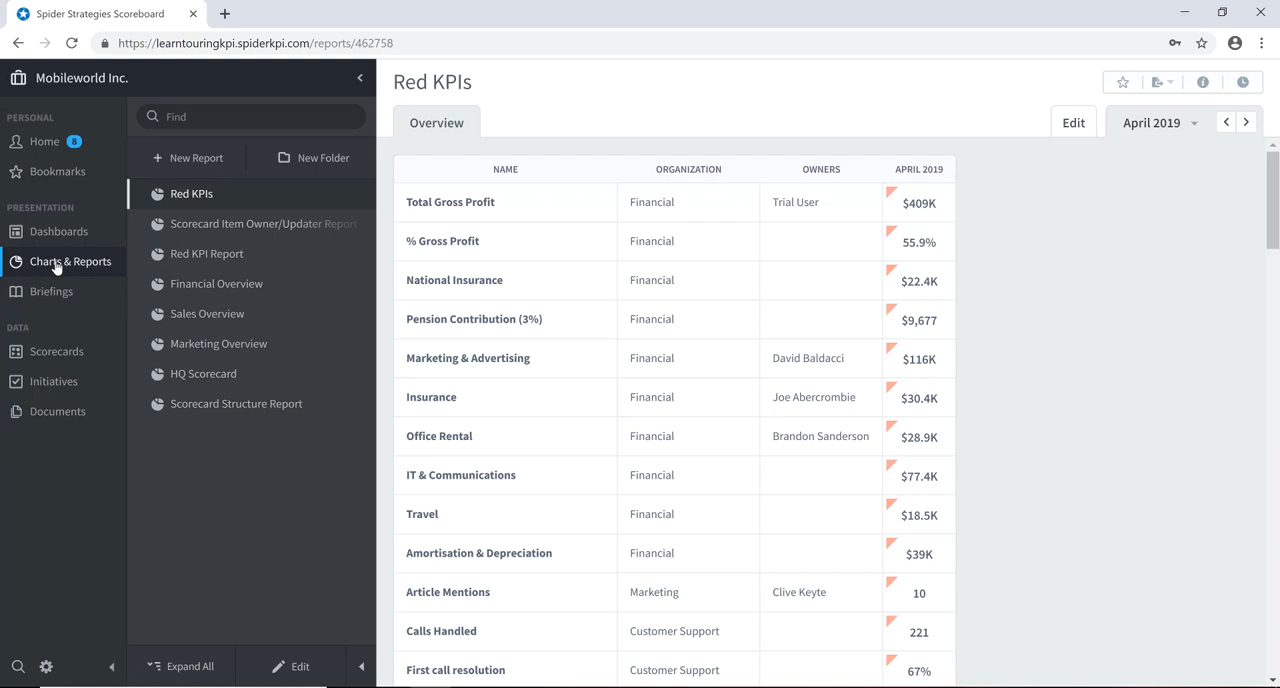 Spider Strategies Scoreboard
https://learntouringkpi.spiderkpi.com/reports/462758
Mobileworld Inc.
PERSONAL
Home 8
Bookmarks
PRESENTATION
Dashboards
Charts & Reports
Briefings
DATA
Scorecards
Initiatives
Documents
Find
New Report New Folder
Red KPIs
Scorecard Item Owner/Updater Report
Red KPI Report
Financial Overview
Sales Overview
Marketing Overview
HQ Scorecard
Scorecard Structure Report
Expand All Edit
Red KPIs
Overview Edit April 2019
NAME ORGANIZATION OWNERS APRIL 2019
Total Gross Profit Financial Trial User $409K
% Gross Profit Financial 55.9%
National Insurance Financial $22.4K
Pension Contribution (3%) Financial $9,677
Marketing & Advertising Financial David Baldacci $116K
Insurance Financial Joe Abercrombie $30.4K
Office Rental Financial Brandon Sanderson $28.9K
IT & Communications Financial $77.4K
Travel Financial $18.5K
Amortisation & Depreciation Financial $39K
Article Mentions Marketing Clive Keyte 10
Calls Handled Customer Support 221
First call resolution Customer Support 67%